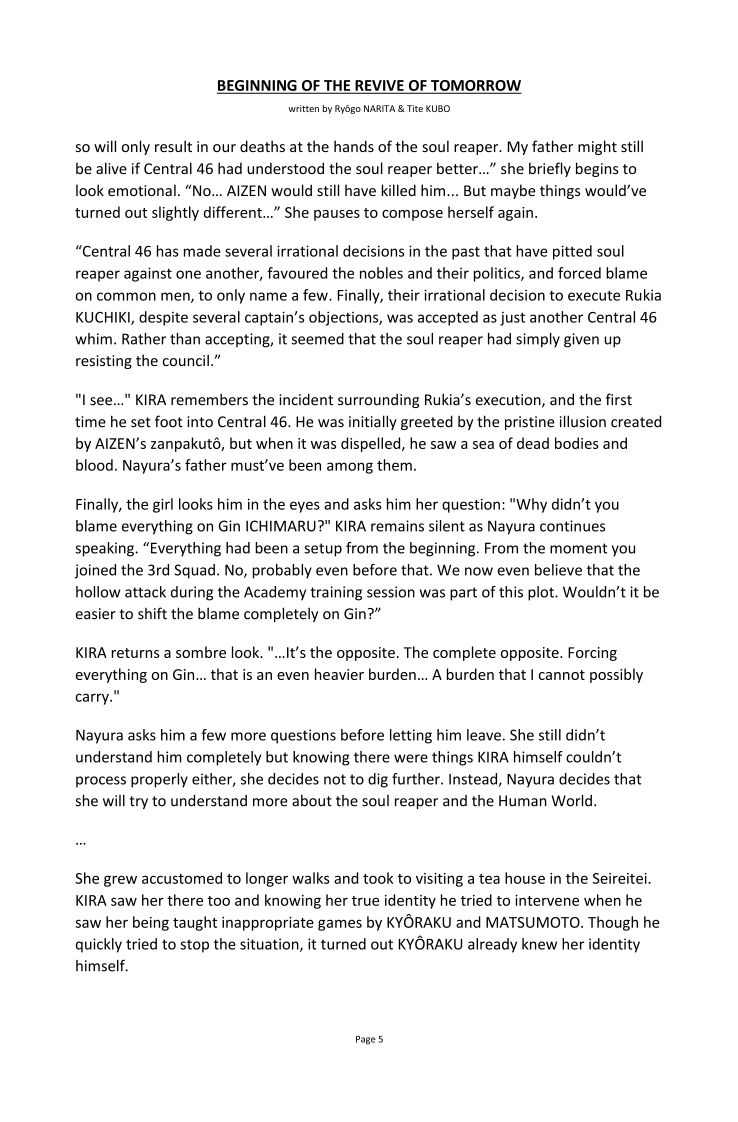 BEGINNING OF THE REVIVE OF TOMORROW
written by Ryôgo NARITA & Tite KUBO
so will only result in our deaths at the hands of the soul reaper. My father might still
be alive if Central 46 had understood the soul reaper better…” she briefly begins to
look emotional. “No… AIZEN would still have killed him... But maybe things would’ve
turned out slightly different…” She pauses to compose herself again.
“Central 46 has made several irrational decisions in the past that have pitted soul
reaper against one another, favoured the nobles and their politics, and forced blame
on common men, to only name a few. Finally, their irrational decision to execute Rukia
KUCHIKI, despite several captain’s objections, was accepted as just another Central 46
whim. Rather than accepting, it seemed that the soul reaper had simply given up
resisting the council.”
"I see…" KIRA remembers the incident surrounding Rukia’s execution, and the first
time he set foot into Central 46. He was initially greeted by the pristine illusion created
by AIZEN’s zanpakutô, but when it was dispelled, he saw a sea of dead bodies and
blood. Nayura’s father must’ve been among them.
Finally, the girl looks him in the eyes and asks him her question: "Why didn’t you
blame everything on Gin ICHIMARU?" KIRA remains silent as Nayura continues
speaking. “Everything had been a setup from the beginning. From the moment you
joined the 3rd Squad. No, probably even before that. We now even believe that the
hollow attack during the Academy training session was part of this plot. Wouldn’t it be
easier to shift the blame completely on Gin?”
KIRA returns a sombre look. "…It’s the opposite. The complete opposite. Forcing
everything on Gin… that is an even heavier burden… A burden that I cannot possibly
carry."
Nayura asks him a few more questions before letting him leave. She still didn’t
understand him completely but knowing there were things KIRA himself couldn’t
process properly either, she decides not to dig further. Instead, Nayura decides that
she will try to understand more about the soul reaper and the Human World.
…
She grew accustomed to longer walks and took to visiting a tea house in the Seireitei.
KIRA saw her there too and knowing her true identity he tried to intervene when he
saw her being taught inappropriate games by KYÔRAKU and MATSUMOTO. Though he
quickly tried to stop the situation, it turned out KYÔRAKU already knew her identity
himself.
Page 5